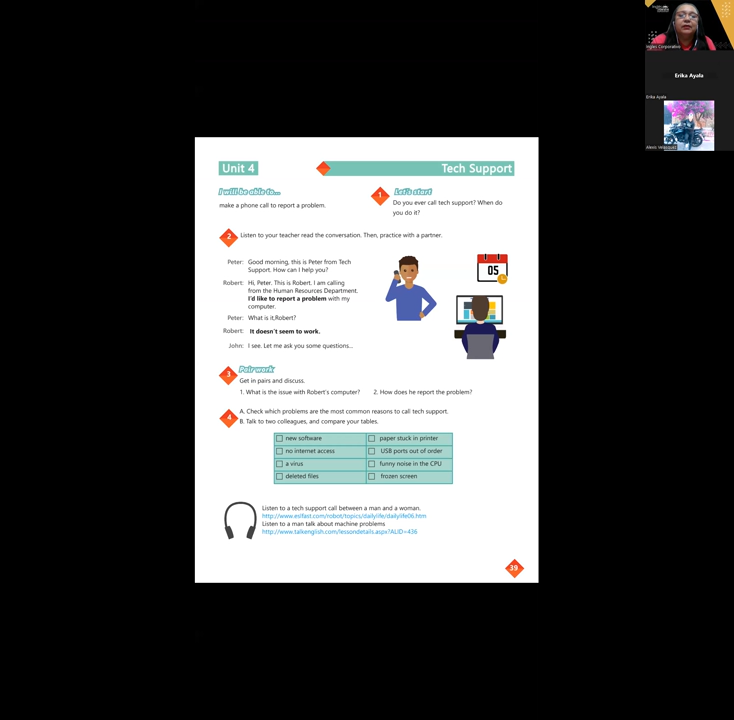 Unit 4
Tech Support
I will be able to...
make a phone call to report a problem.
1
Let's start
Do you ever call tech support? When do
you do it?
2
Listen to your teacher read the conversation. Then, practice with a partner.
Peter: Good morning, this is Peter from Tech
Support. How can I help you?
Robert: Hi, Peter. This is Robert. I am calling
from the Human Resources Department.
I'd like to report a problem with my
computer.
Peter: What is it,Robert?
Robert: It doesn't seem to work.
John: I see. Let me ask you some questions...
05
3
Pair work
Get in pairs and discuss.
1. What is the issue with Robert's computer?
2. How does he report the problem?
4
A. Check which problems are the most common reasons to call tech support.
B. Talk to two colleagues, and compare your tables.
new software
paper stuck in printer
no internet access
USB ports out of order
a virus
funny noise in the CPU
deleted files
frozen screen
Listen to a tech support call between a man and a woman.
http://www.eslfast.com/robot/topics/dailylife/dailylife06.htm
Listen to a man talk about machine problems
http://www.talkenglish.com/lessondetails.aspx?ALID=436
39
Ingles Corporativo
Erika Ayala
Erika Ayala
Alexis Velasquez